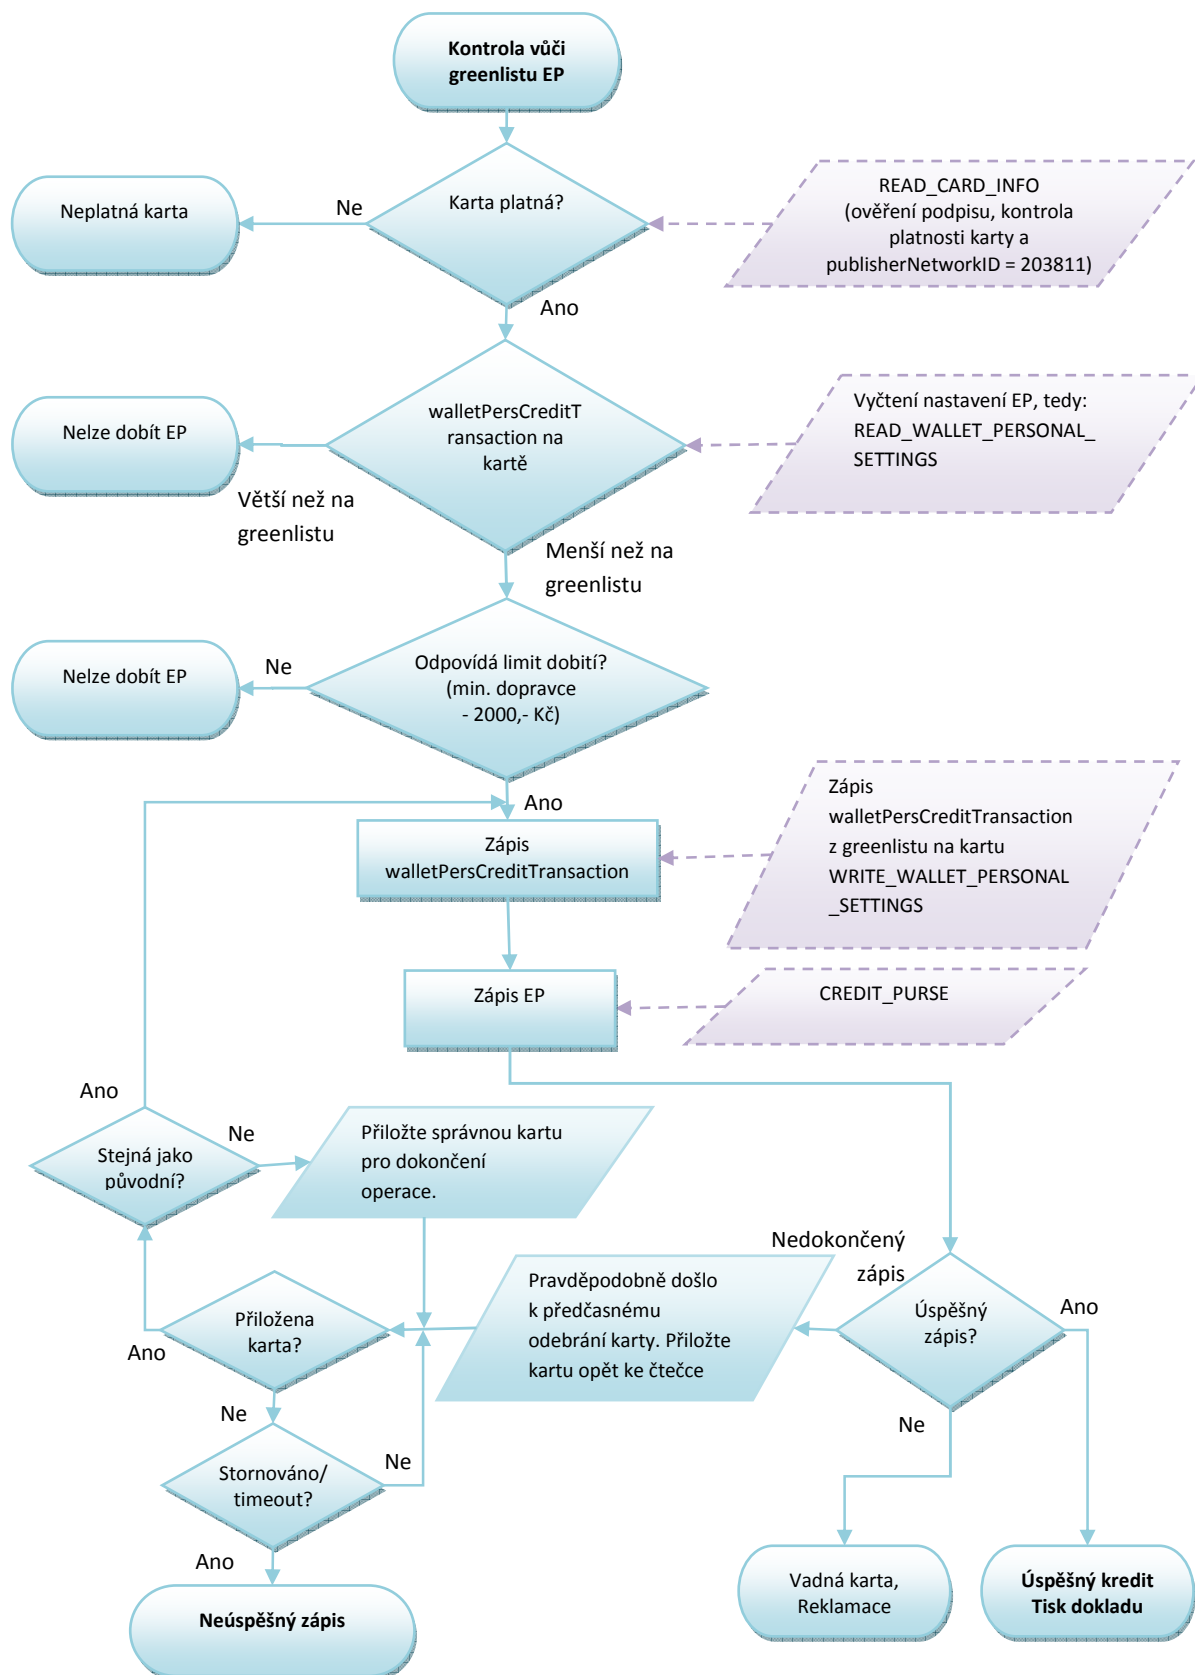 Kontrola vůči
greenlistu EP
Neplatná karta
Ne
Karta platná?
READ_CARD_INFO
(ověření podpisu, kontrola
platnosti karty a
publisherNetworkID = 203811)
Ano
Nelze dobít EP
walletPersCreditT
ransaction na
kartě
Vyčtení nastavení EP, tedy:
READ_WALLET_PERSONAL_
SETTINGS
Větší než na
greenlistu
Menší než na
greenlistu
Nelze dobít EP
Ne
Odpovídá limit dobití?
(min. dopravce
- 2000,- Kč)
Ano
Zápis
walletPersCreditTransaction
Zápis
walletPersCreditTransaction
z greenlistu na kartu
WRITE_WALLET_PERSONAL
_SETTINGS
Zápis EP
CREDIT_PURSE
Ano
Ne
Stejná jako
původní?
Přiložte správnou kartu
pro dokončení
operace.
Nedokončený
zápis
Přiložena
karta?
Ano
Pravděpodobně došlo
k předčasnému
odebrání karty. Přiložte
kartu opět ke čtečce
Úspěšný
zápis?
Ano
Ne
Ne
Stornováno/
timeout?
Ne
Ano
Neúspěšný zápis
Vadná karta,
Reklamace
Úspěšný kredit
Tisk dokladu